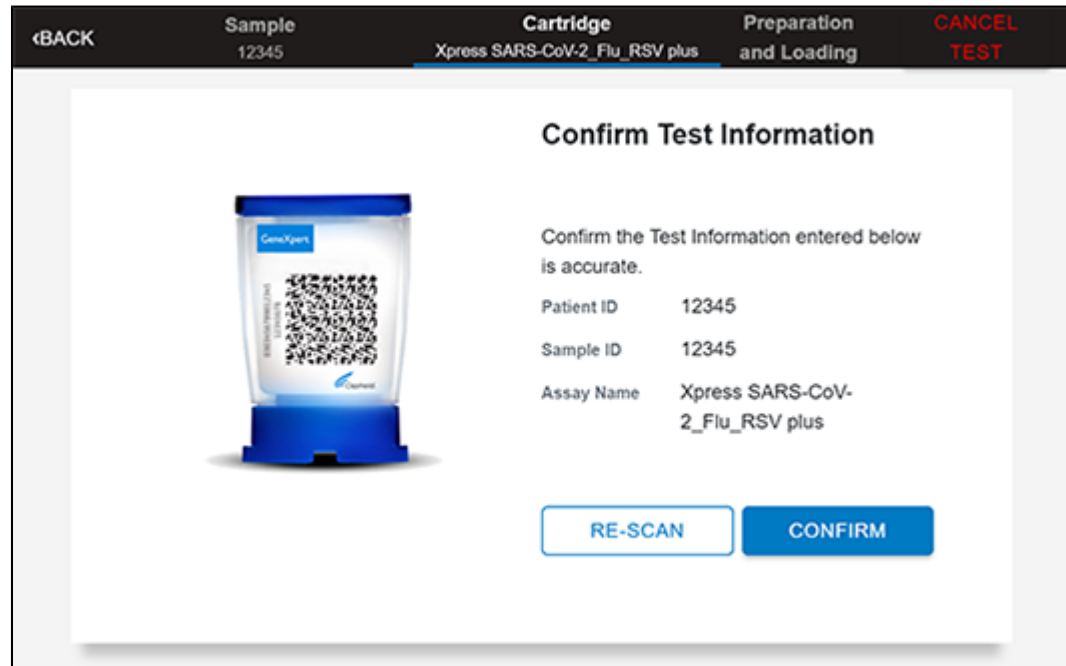 ‹BACK
Sample
12345
Cartridge
Xpress SARS-CoV-2_Flu_RSV plus
Preparation
and Loading
CANCEL
TEST
Confirm Test Information
GeneXpert
Cepheid
Confirm the Test Information entered below
is accurate.
Patient ID 12345
Sample ID 12345
Assay Name Xpress SARS-CoV-
2_Flu_RSV plus
RE-SCAN
CONFIRM